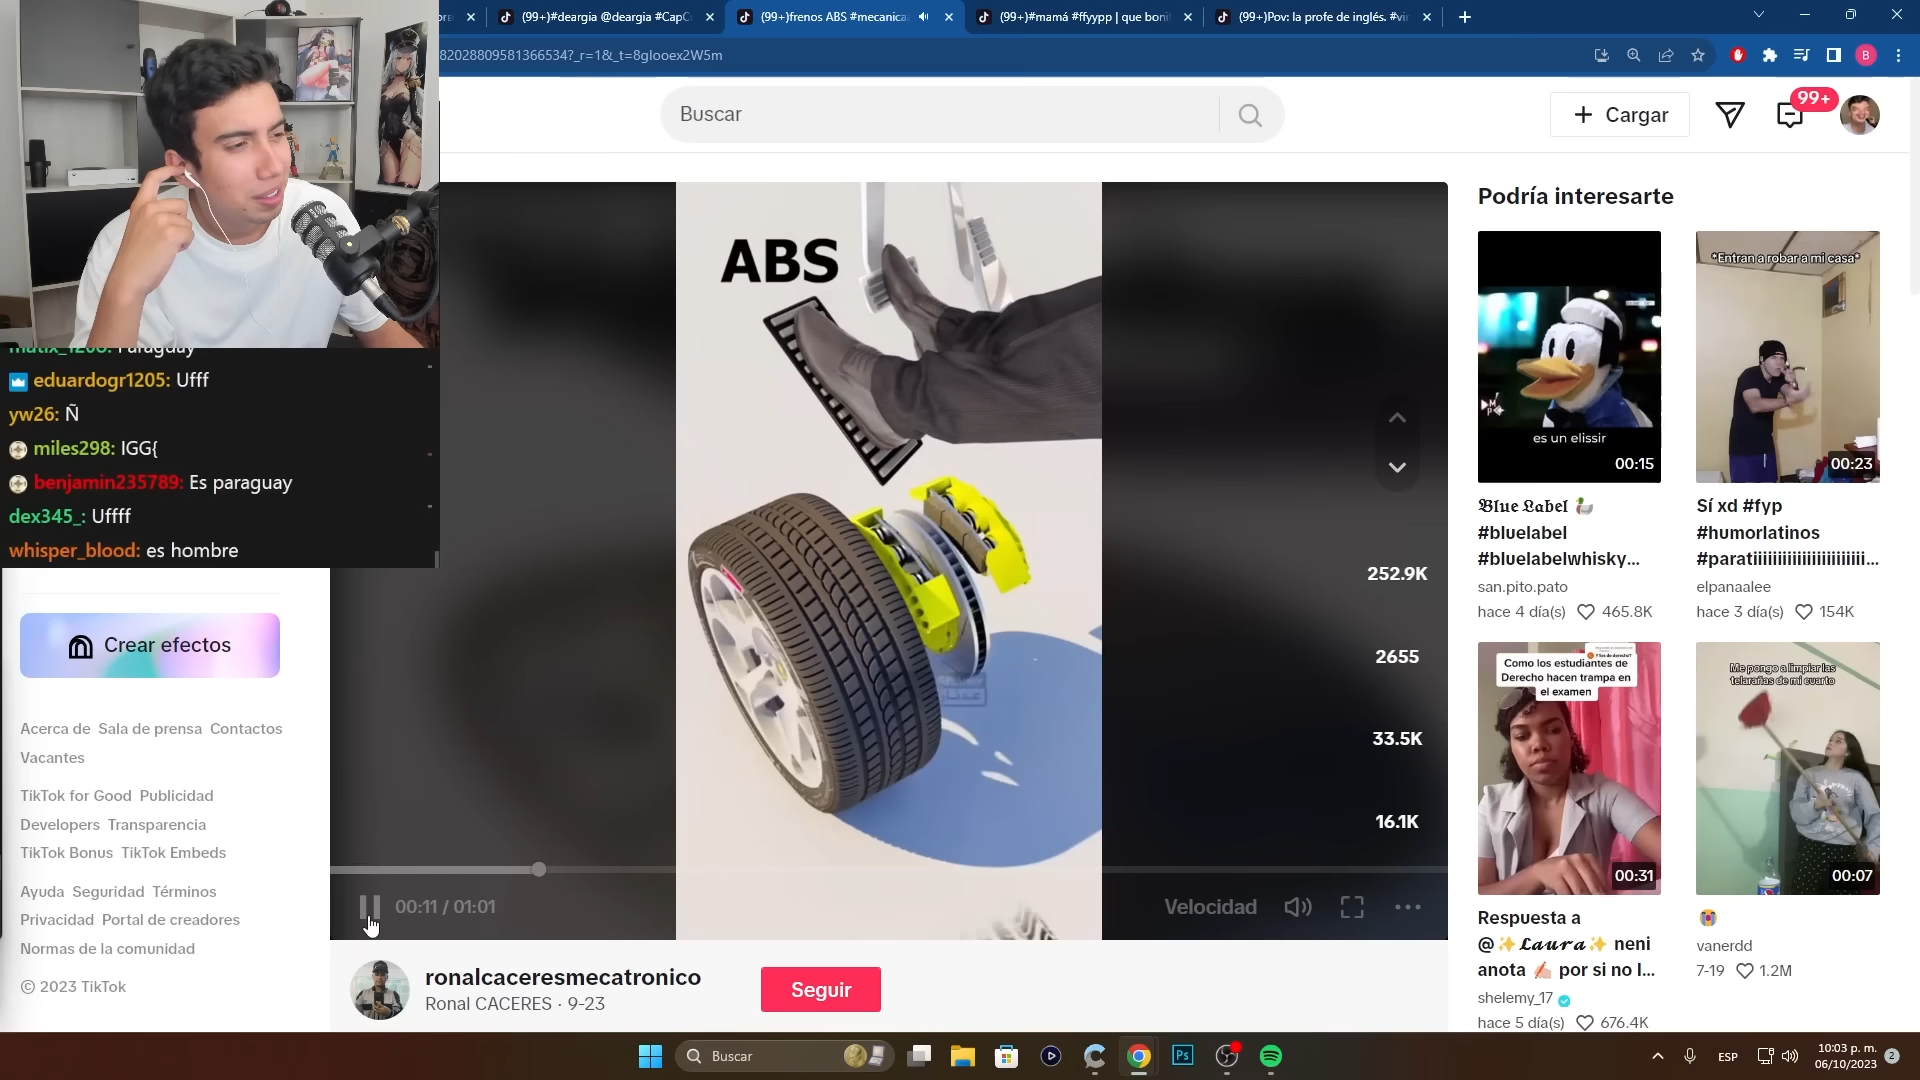 (99+)#deargia @deargia #CapC
(99+)frenos ABS #mecanica
(99+)#mamá #ffyypp | que boni
(99+)Pov: la profe de inglés. #vir
820288095813665​34?_r=1&_t=8glooex2W5m
B
Buscar
Cargar
99+
matix_1208: Paraguay
eduardogr1205: Ufff
yw26: Ñ
miles298: IGG{
benjamin235789: Es paraguay
dex345_: Uffff
whisper_blood: es hombre
Crear efectos
Acerca de Sala de prensa Contactos
Vacantes
TikTok for Good Publicidad
Developers Transparencia
TikTok Bonus TikTok Embeds
Ayuda Seguridad Términos
Privacidad Portal de creadores
Normas de la comunidad
© 2023 TikTok
ABS
252.9K
2655
33.5K
16.1K
00:11 / 01:01
Velocidad
ronalcaceresmecatronico
Ronal CACERES · 9-23
Seguir
Podría interesarte
es un elissir
00:15
𝕭𝖑𝖚𝖊 𝕷𝖆𝖇𝖊𝖑 🦆
#bluelabel
#bluelabelwhisky...
san.pito.pato
hace 4 día(s) 465.8K
*Entran a robar a mi casa*
00:23
Sí xd #fyp
#humorlatinos
#paratiiiiiiiiiiiiiiiiiiiiiii...
elpanaalee
hace 3 día(s) 154K
Como los estudiantes de
Derecho hacen trampa en
el examen
00:31
Respuesta a
@✨𝓛𝓪𝓾𝓻𝓪✨ neni
anota ✍🏻 por si no l...
shelemy_17
hace 5 día(s) 676.4K
Me pongo a limpiar las
telarañas de mi cuarto
00:07
😭
vanerdd
7-19 1.2M
Buscar
Ps
ESP
10:03 p. m.
06/10/2023
2